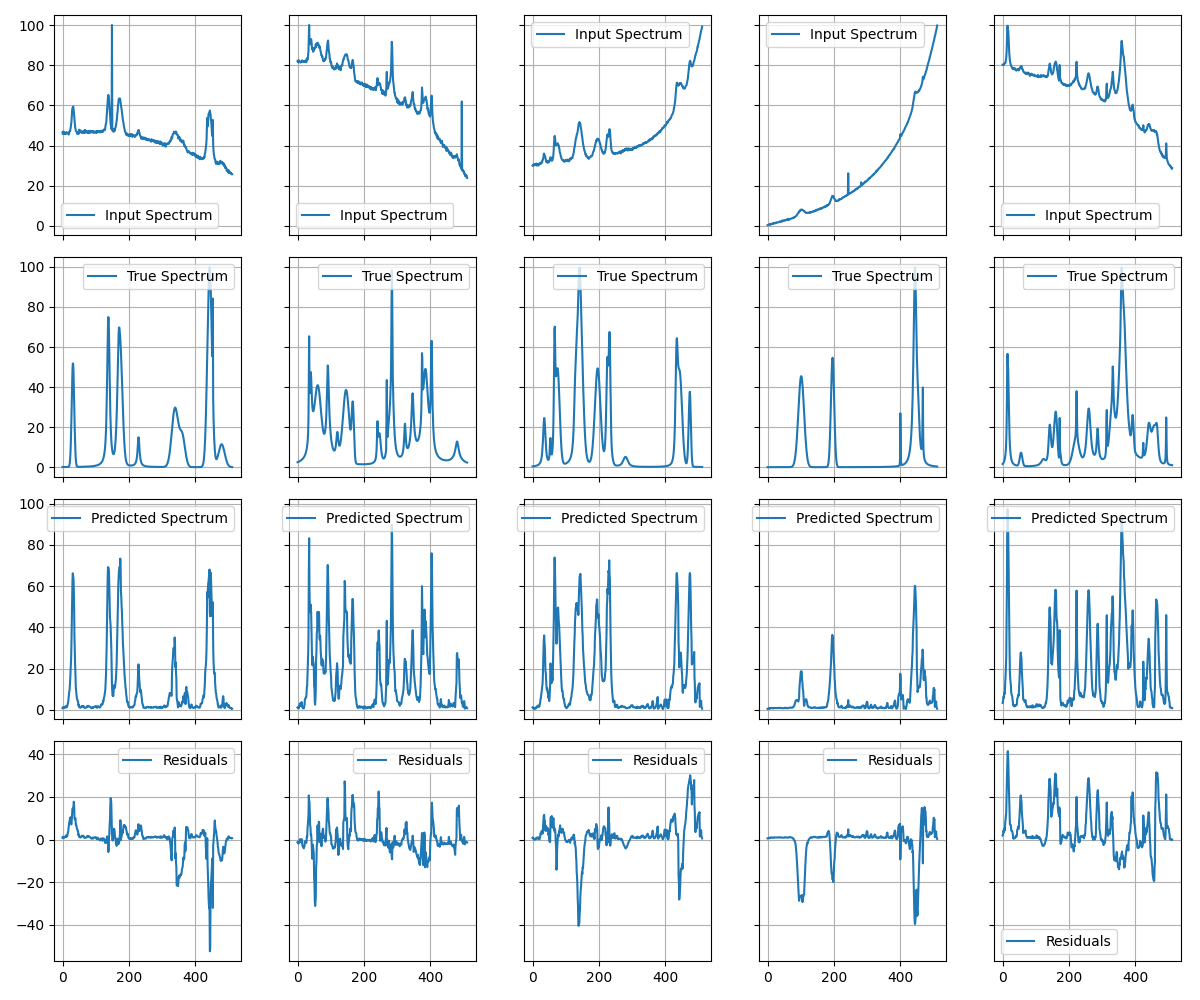 100
80
60
40
20
0
Input Spectrum
Input Spectrum
Input Spectrum
Input Spectrum
Input Spectrum
100
80
60
40
20
0
True Spectrum
True Spectrum
True Spectrum
True Spectrum
True Spectrum
100
80
60
40
20
0
Predicted Spectrum
Predicted Spectrum
Predicted Spectrum
Predicted Spectrum
Predicted Spectrum
40
20
0
−20
−40
Residuals
Residuals
Residuals
Residuals
Residuals
0 200 400 0 200 400 0 200 400 0 200 400 0 200 400